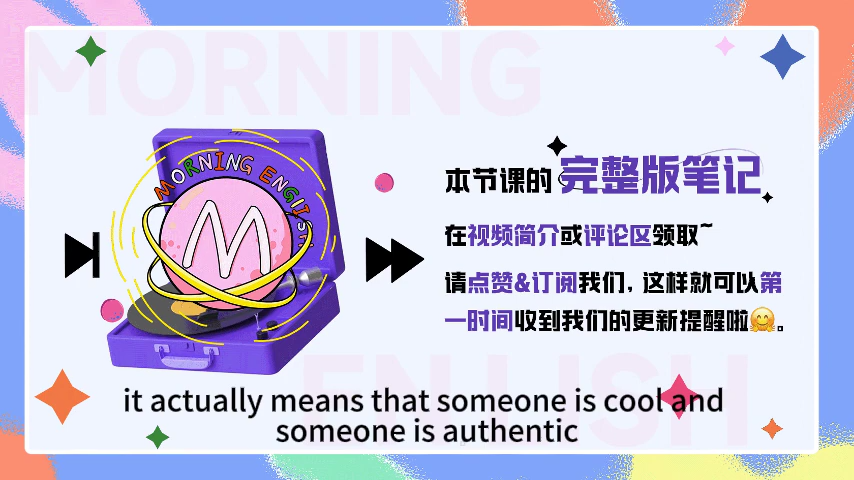 MORNING
MORNING ENGLISH
M
本节课的 完整版笔记
在视频简介或评论区领取~
请点赞&订阅我们，这样就可以第
一时间收到我们的更新提醒啦🤗。
ENGLISH
it actually means that someone is cool and
someone is authentic